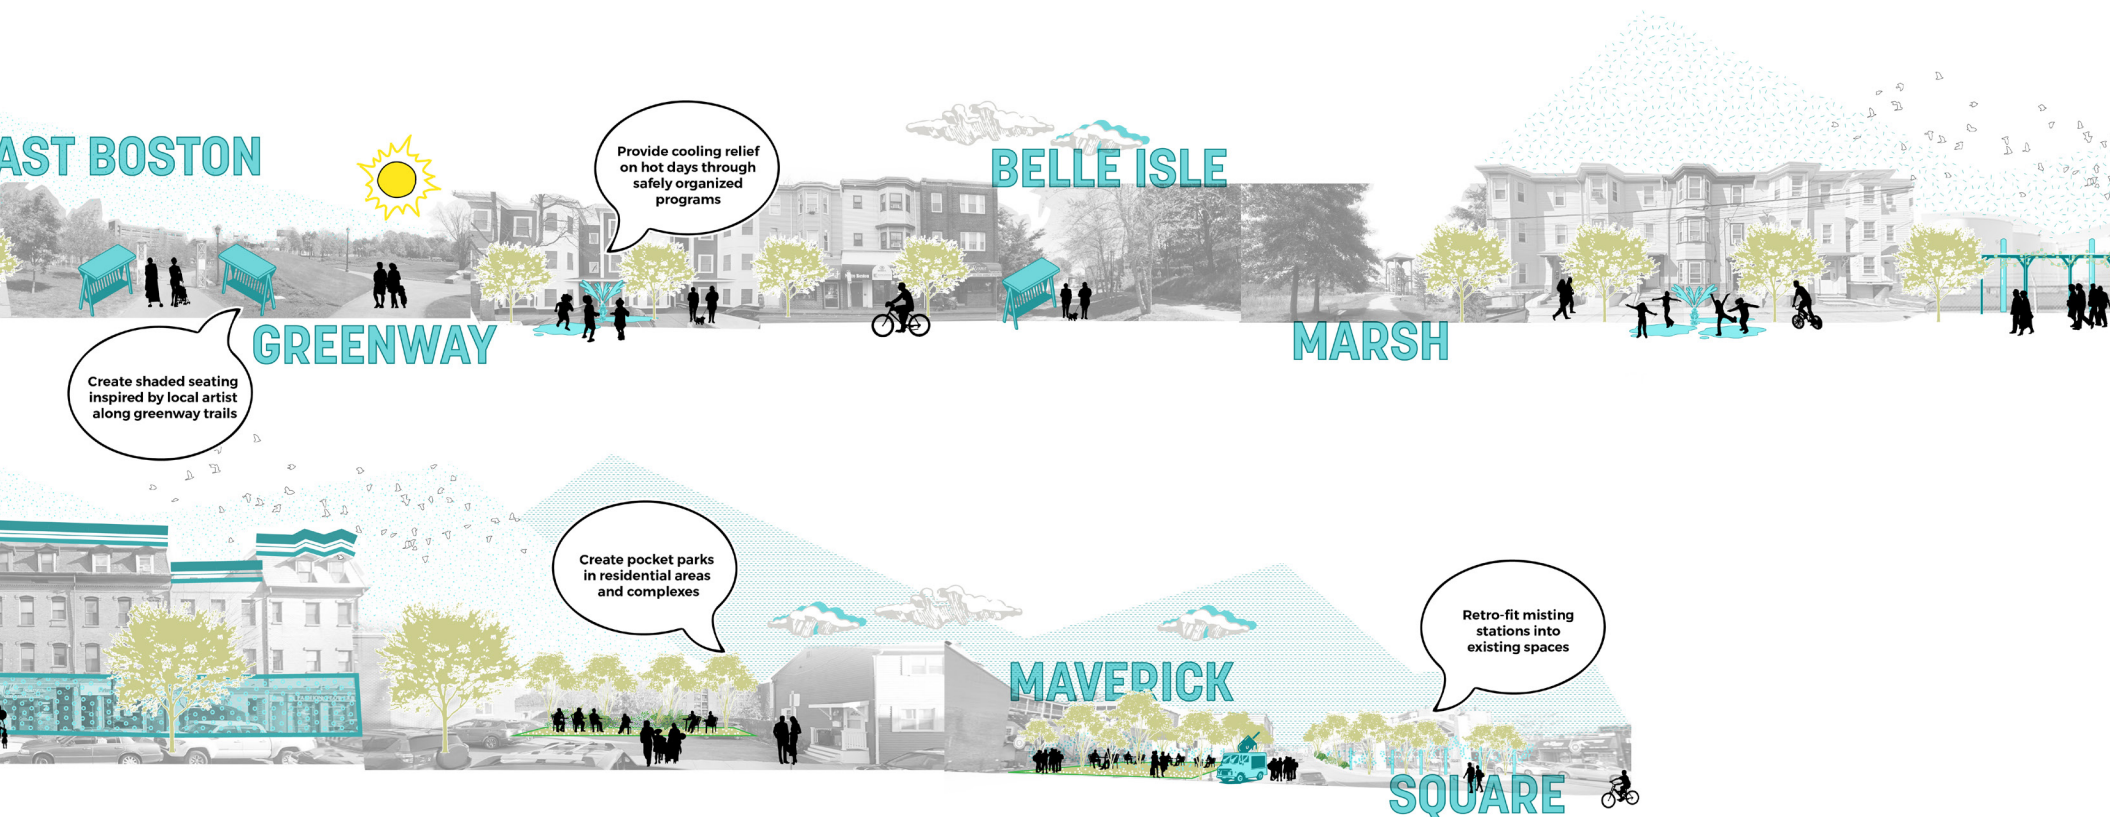 AST BOSTON
GREENWAY
Create shaded seating
inspired by local artist
along greenway trails
Provide cooling relief
on hot days through
safely organized
programs
BELLE ISLE
MARSH
Create pocket parks
in residential areas
and complexes
MAVERICK
SQUARE
Retro-fit misting
stations into
existing spaces